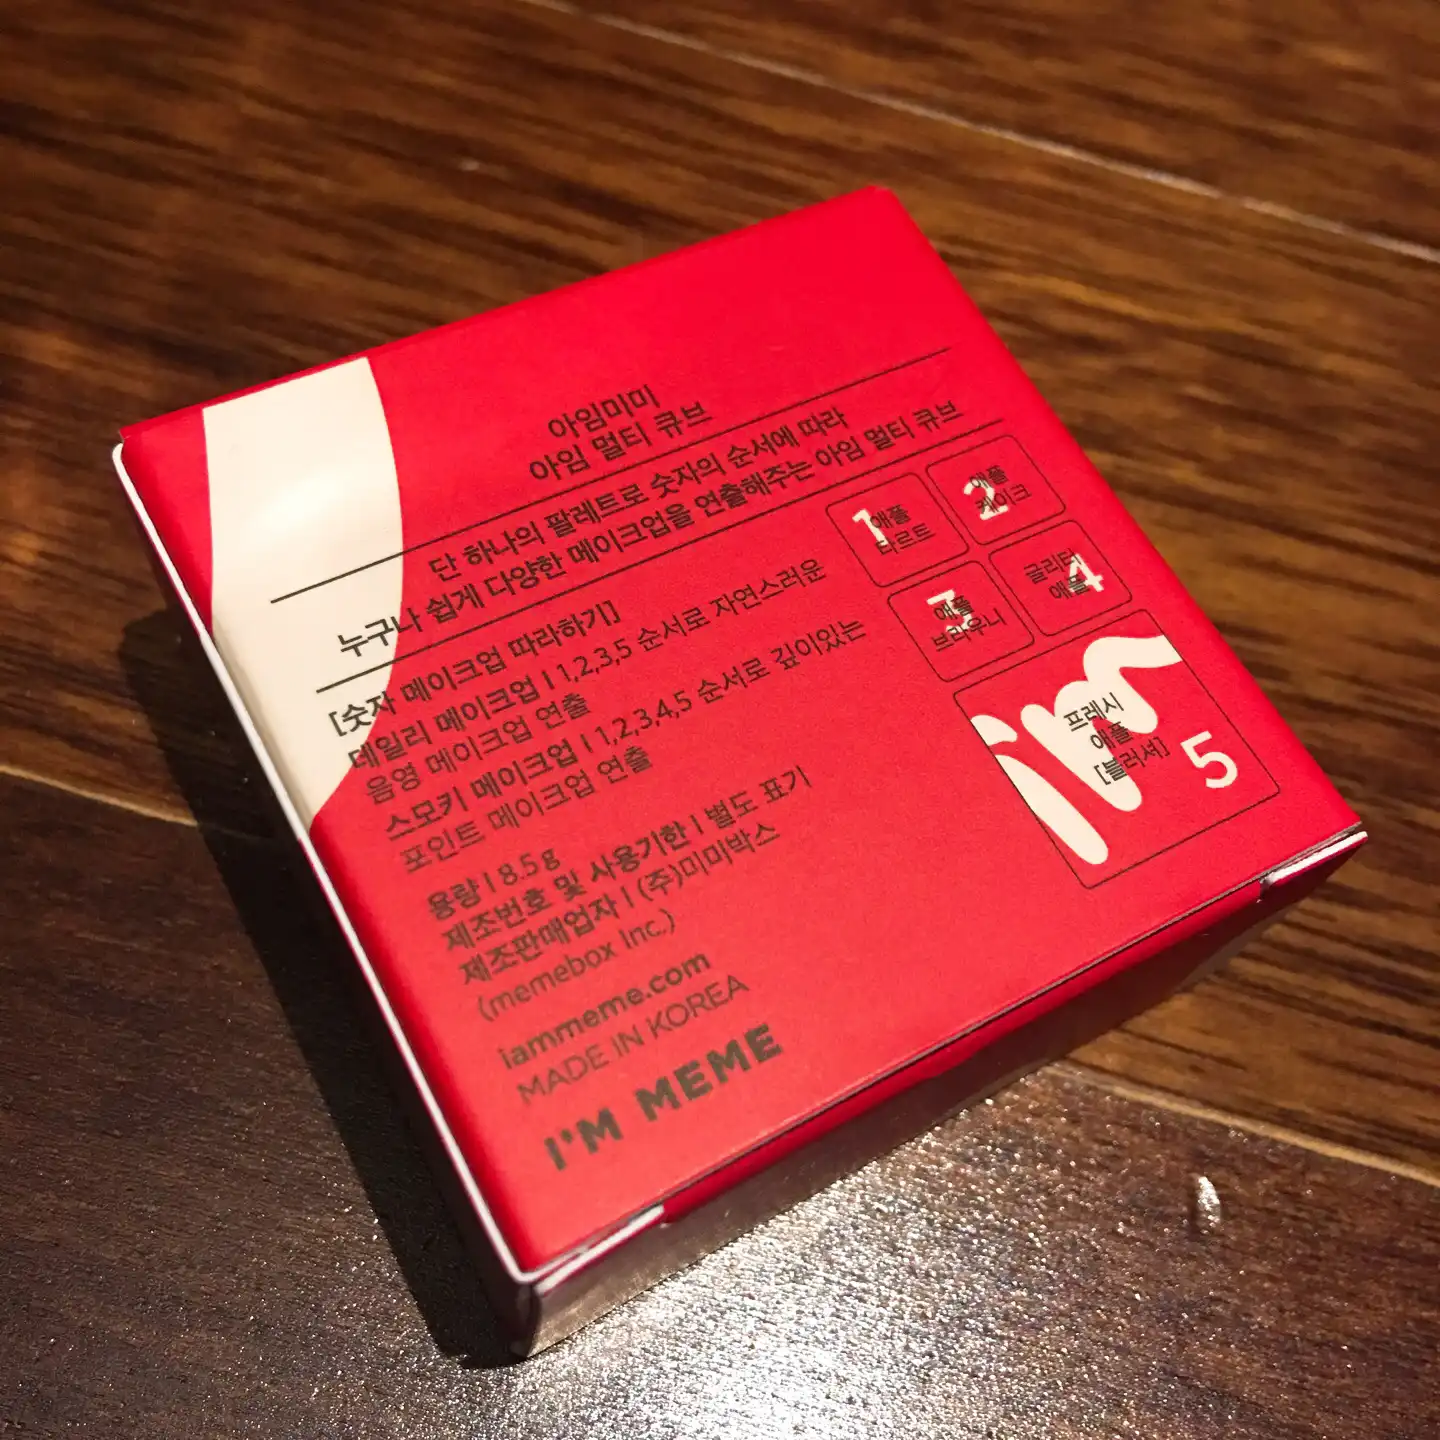 아임미미
아임 멀티 큐브
단 하나의 팔레트로 숫자의 순서에 따라
누구나 쉽게 다양한 메이크업을 연출해주는 아임 멀티 큐브
[숫자 메이크업 따라하기]
데일리 메이크업 | 1,2,3,5 순서로 자연스러운
음영 메이크업 연출
스모키 메이크업 | 1,2,3,4,5 순서로 깊이있는
포인트 메이크업 연출
용량 | 8.5g
제조번호 및 사용기한 | 별도 표기
제조판매업자 | (주)미미박스
(memebox Inc.)
iammeme.com
MADE IN KOREA
I'M MEME
1
애플
타르트
2
애플
케이크
3
애플
브라우니
4
글리터
애플
im
프레시
애플
[블러셔]
5